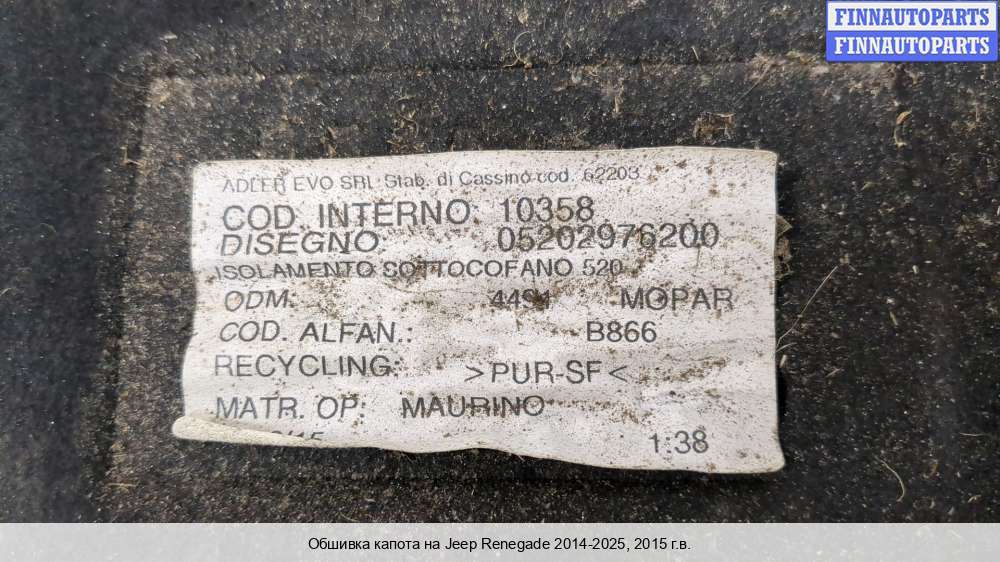 FINNAUTOPARTS
FINNAUTOPARTS
ADLER EVO SRL Stab. di Cassino cod. 62203
COD. INTERNO: 10358
DISEGNO: 05202976200
ISOLAMENTO SOTTOCOFANO 520
ODM: MOPAR
COD. ALFAN.: B866
RECYCLING: >PUR-SF<
MATR. OP: MAURINO
1:38
Обшивка капота на Jeep Renegade 2014-2025, 2015 г.в.